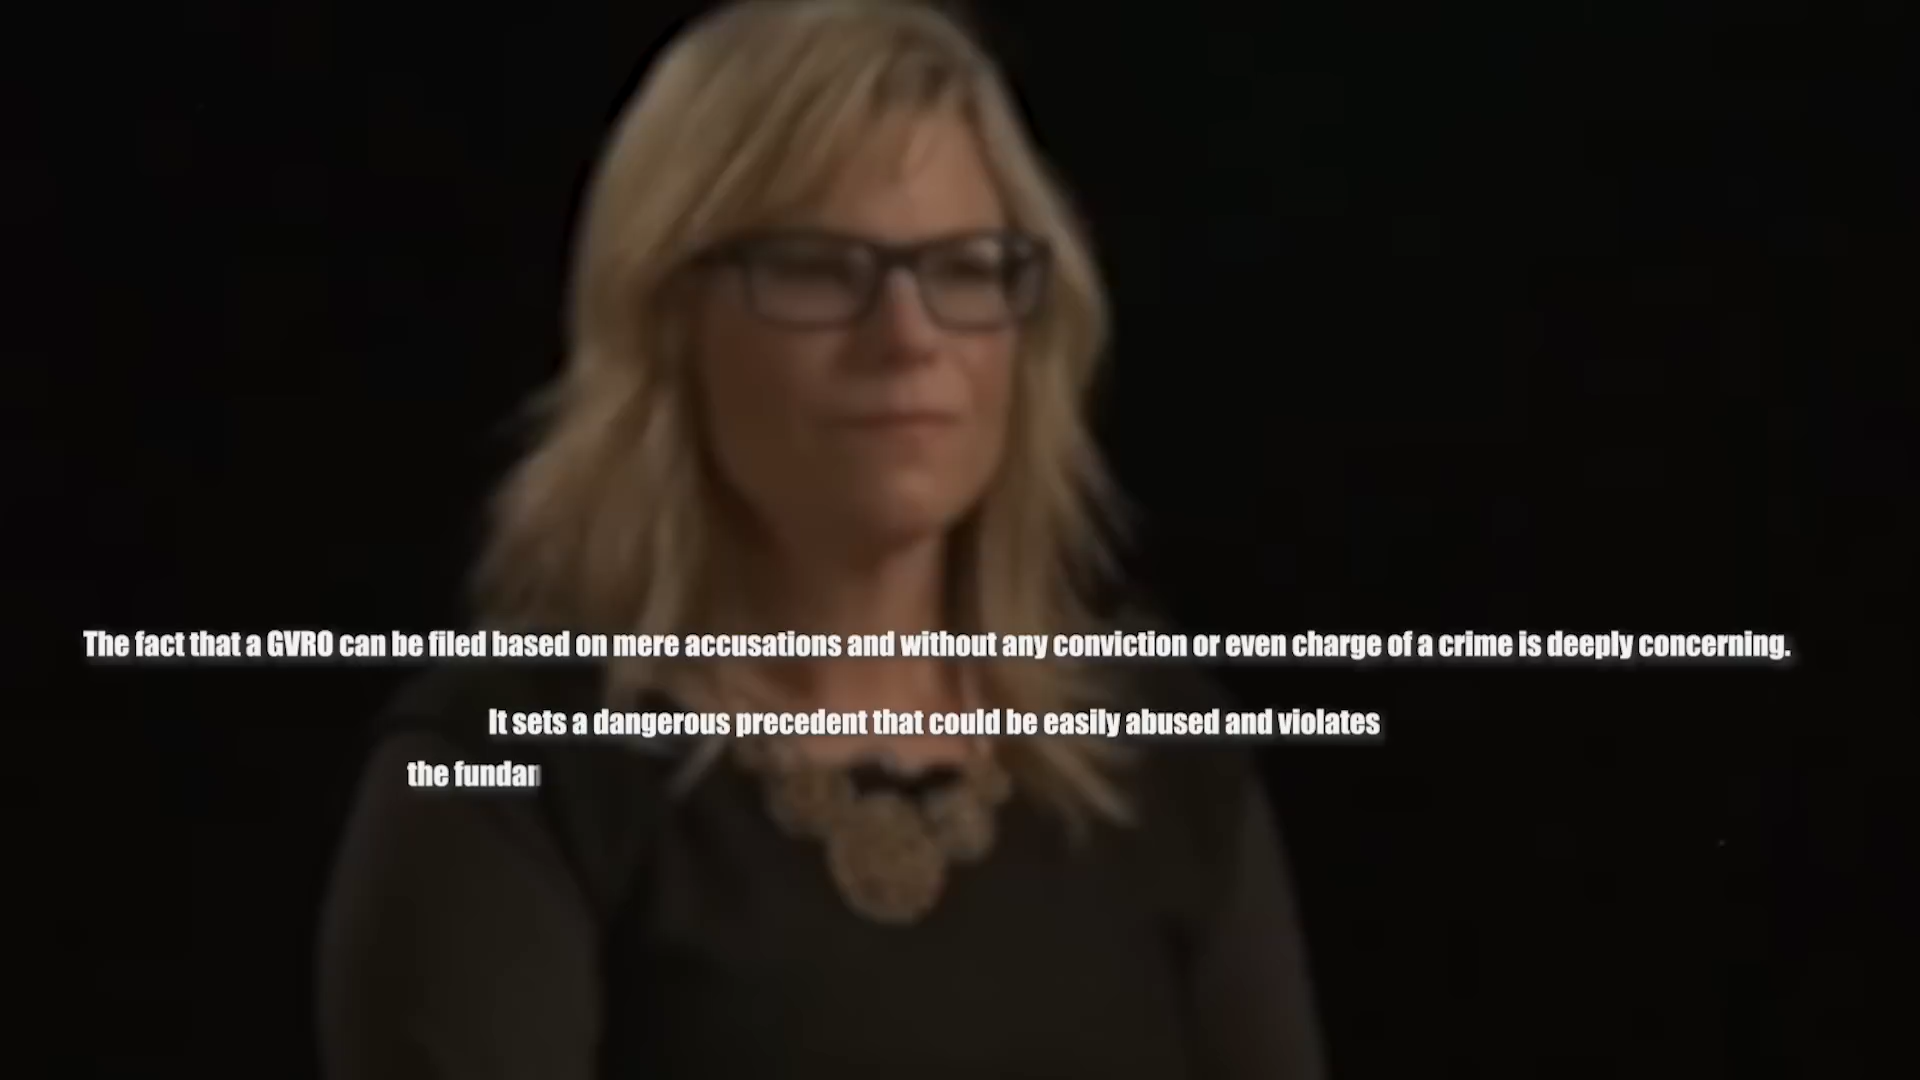 The fact that a GVRO can be filed based on mere accusations and without any conviction or even charge of a crime is deeply concerning.
It sets a dangerous precedent that could be easily abused and violates
the fundan